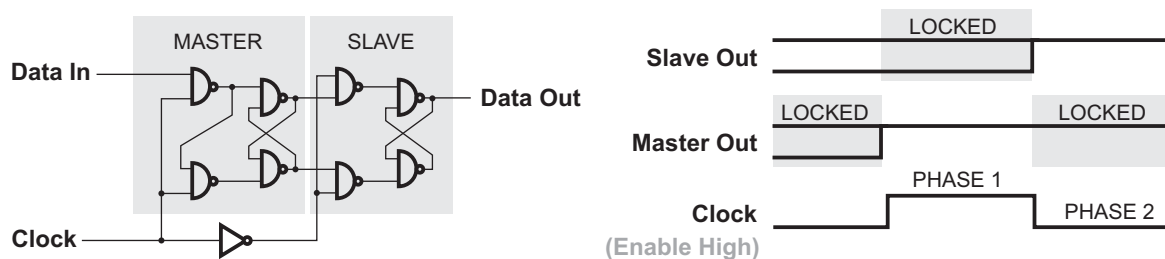 MASTER
SLAVE
Data In
Data Out
Clock
LOCKED
Slave Out
LOCKED
LOCKED
Master Out
PHASE 1
Clock
PHASE 2
(Enable High)